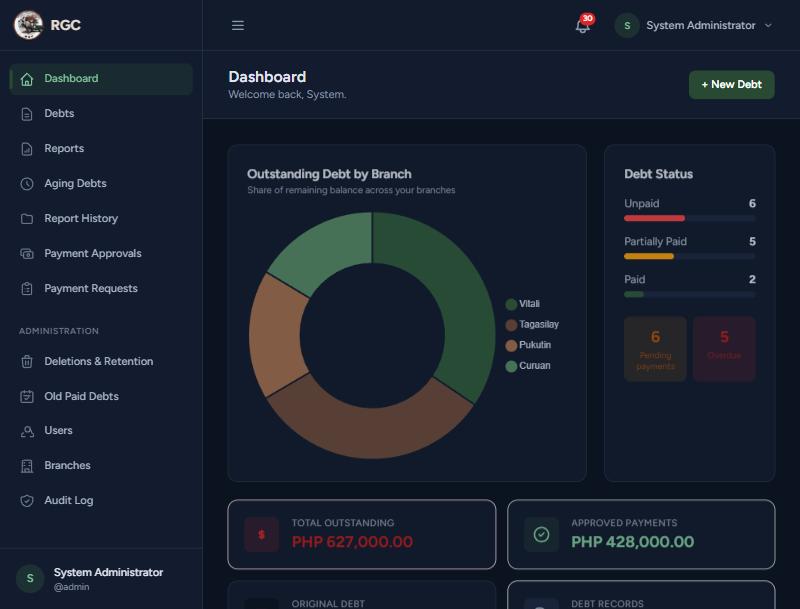 RGC
30
S
System Administrator
Dashboard
Debts
Reports
Aging Debts
Report History
Payment Approvals
Payment Requests
ADMINISTRATION
Deletions & Retention
Old Paid Debts
Users
Branches
Audit Log
S
System Administrator
@admin
Dashboard
Welcome back, System.
+ New Debt
Outstanding Debt by Branch
Share of remaining balance across your branches
Vitali
Tagasilay
Pukutin
Curuan
Debt Status
Unpaid 6
Partially Paid 5
Paid 2
6
Pending
payments
5
Overdue
$
TOTAL OUTSTANDING
PHP 627,000.00
APPROVED PAYMENTS
PHP 428,000.00
ORIGINAL DEBT
DEBT RECORDS